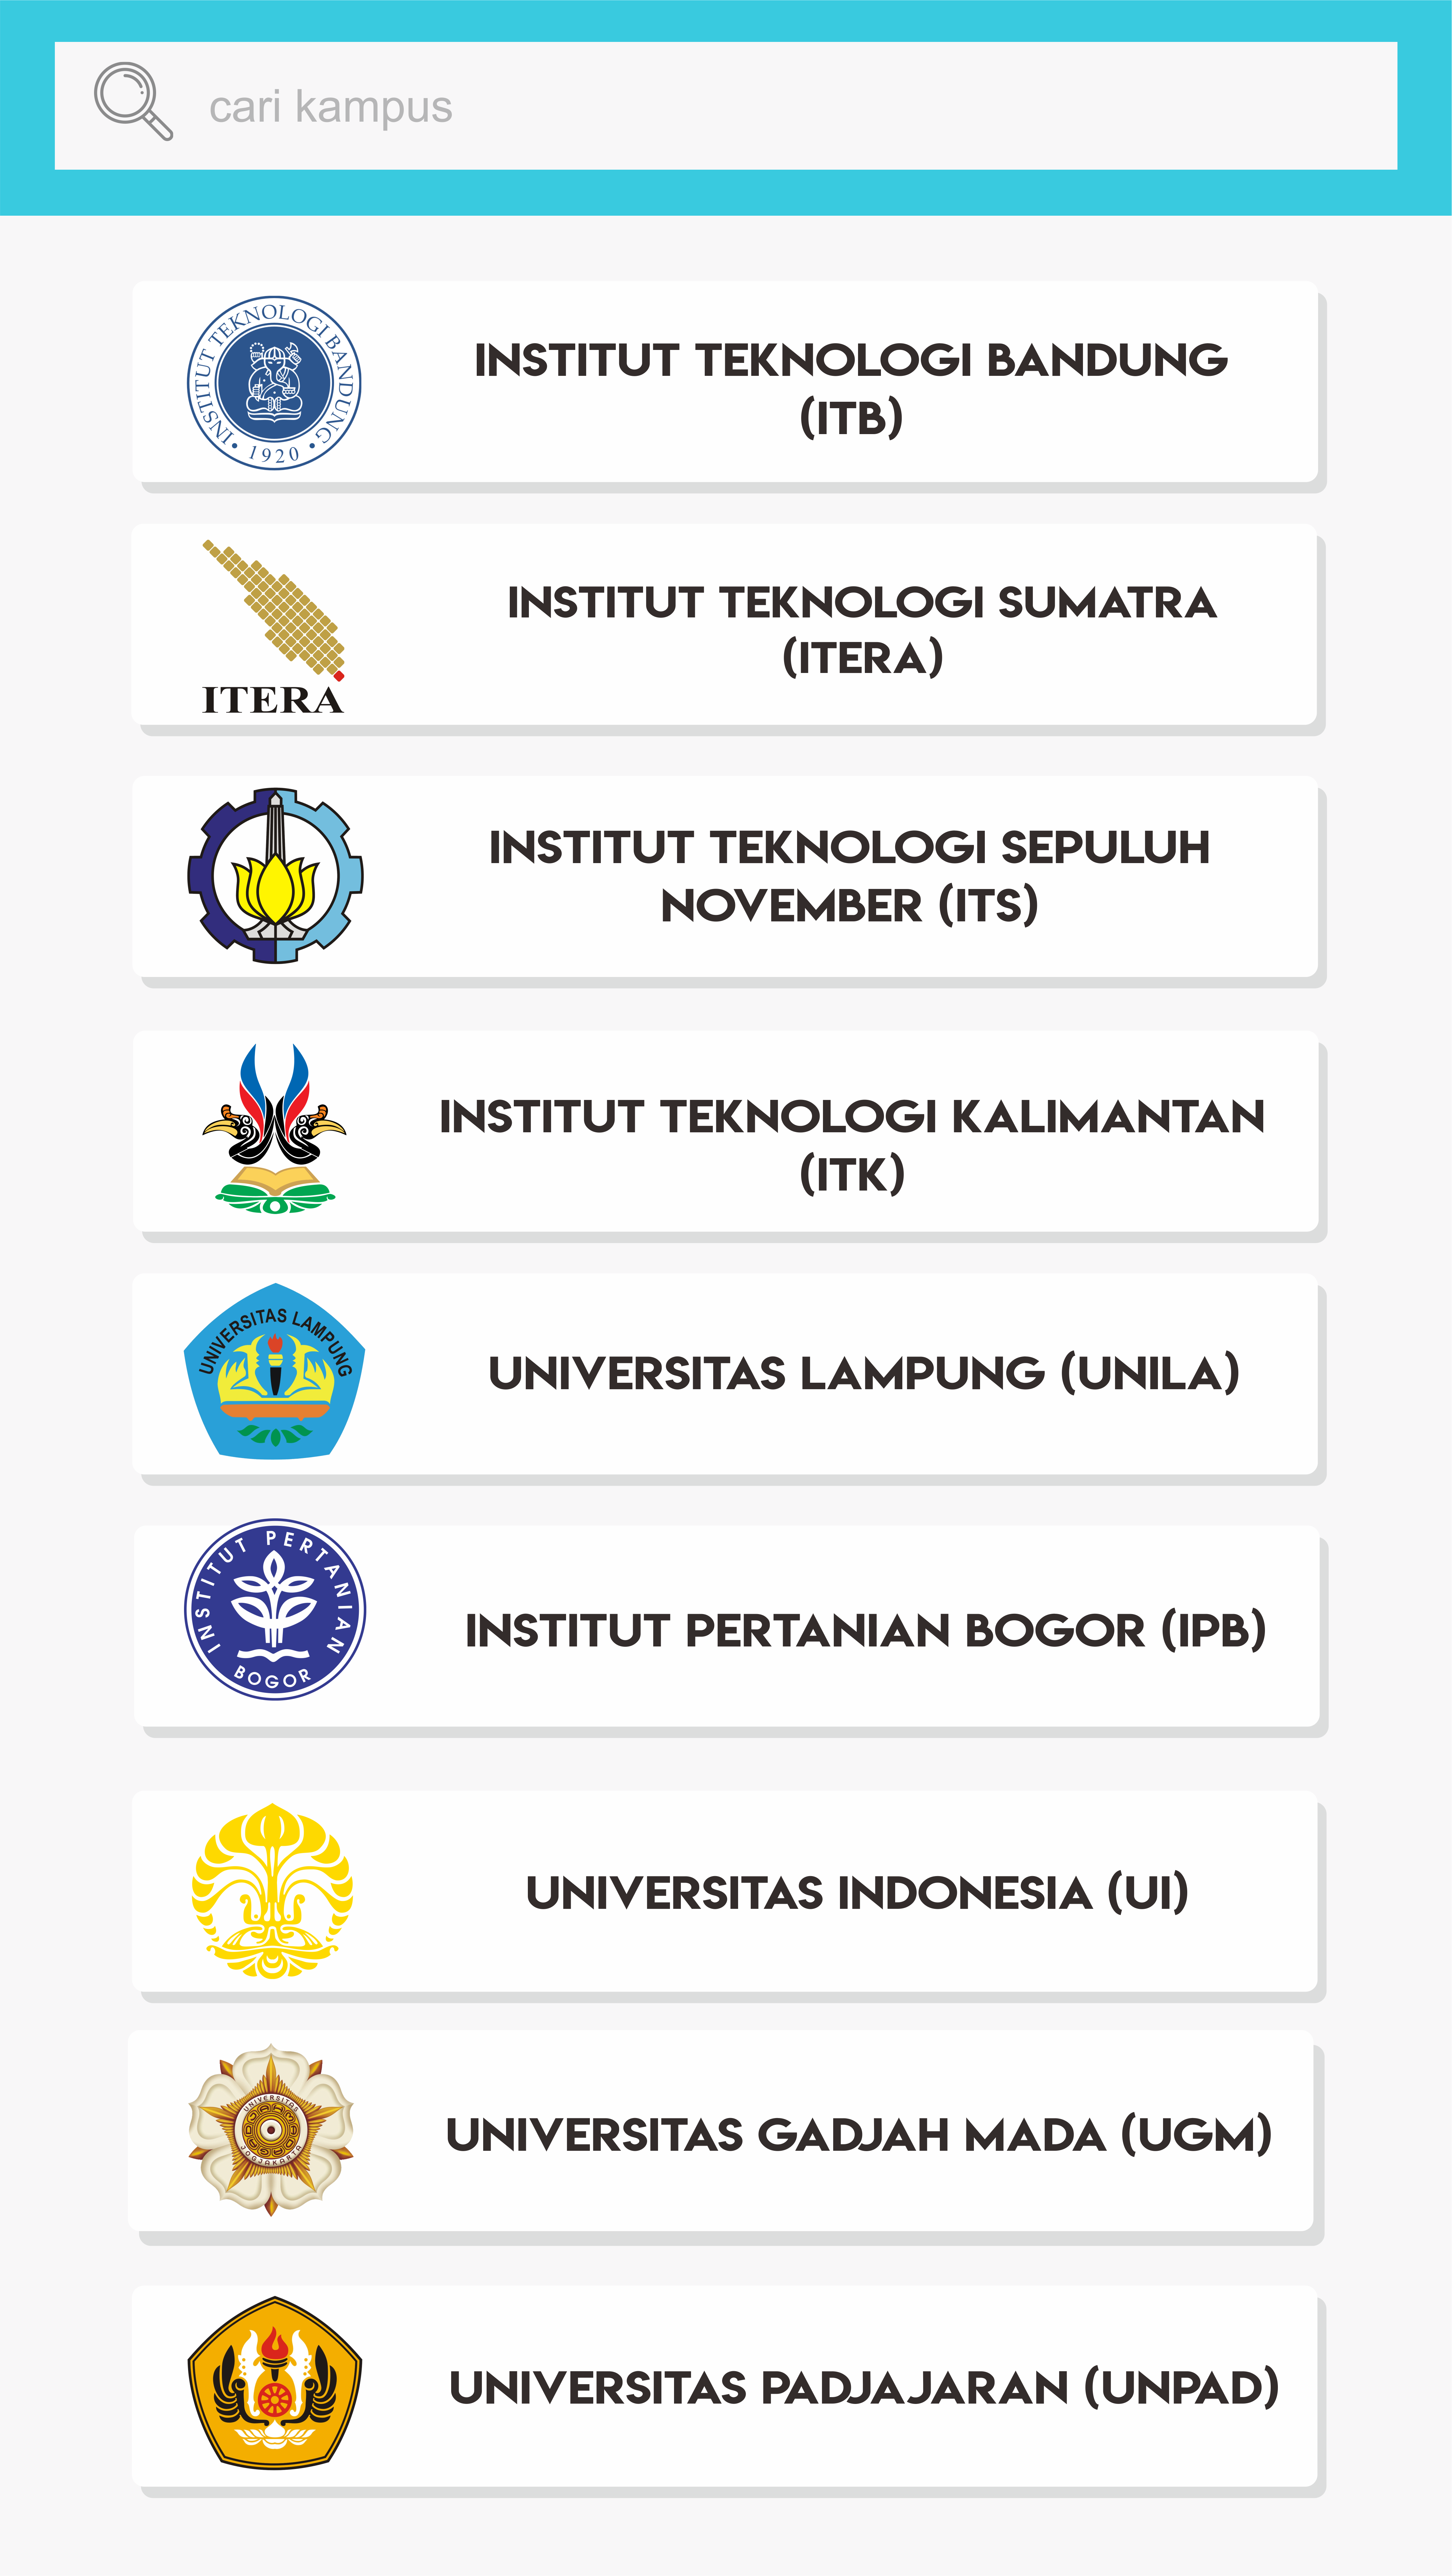 cari kampus
INSTITUT TEKNOLOGI BANDUNG
• 1920 •
INSTITUT TEKNOLOGI BANDUNG
(ITB)
ITERA
INSTITUT TEKNOLOGI SUMATRA
(ITERA)
INSTITUT TEKNOLOGI SEPULUH
NOVEMBER (ITS)
INSTITUT TEKNOLOGI KALIMANTAN
(ITK)
UNIVERSITAS LAMPUNG
UNIVERSITAS LAMPUNG (UNILA)
INSTITUT PERTANIAN
BOGOR
INSTITUT PERTANIAN BOGOR (IPB)
UNIVERSITAS INDONESIA (UI)
UNIVERSITAS
JOGJAKARTA
UNIVERSITAS GADJAH MADA (UGM)
UNIVERSITAS PADJAJARAN (UNPAD)